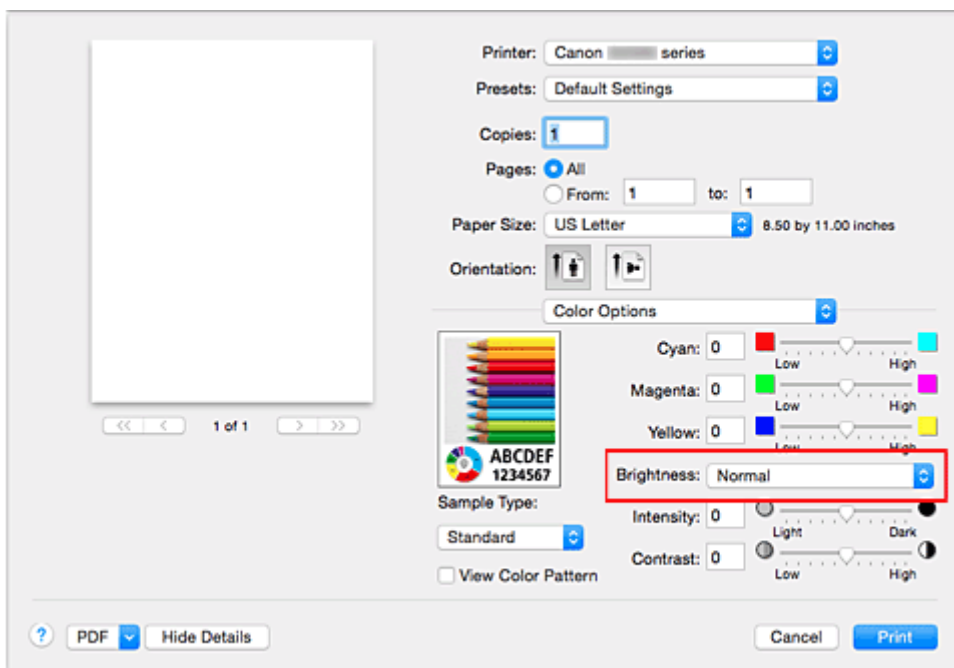 Printer: Canon series
Presets: Default Settings
Copies: 1
Pages: All
From: 1 to: 1
Paper Size: US Letter 8.50 by 11.00 inches
Orientation:
Color Options
Cyan: 0
Low High
Magenta: 0
Low High
Yellow: 0
Low High
Brightness: Normal
Intensity: 0
Light Dark
Contrast: 0
Low High
ABCDEF
1234567
Sample Type:
Standard
View Color Pattern
<< < 1 of 1 > >>
? PDF Hide Details Cancel Print